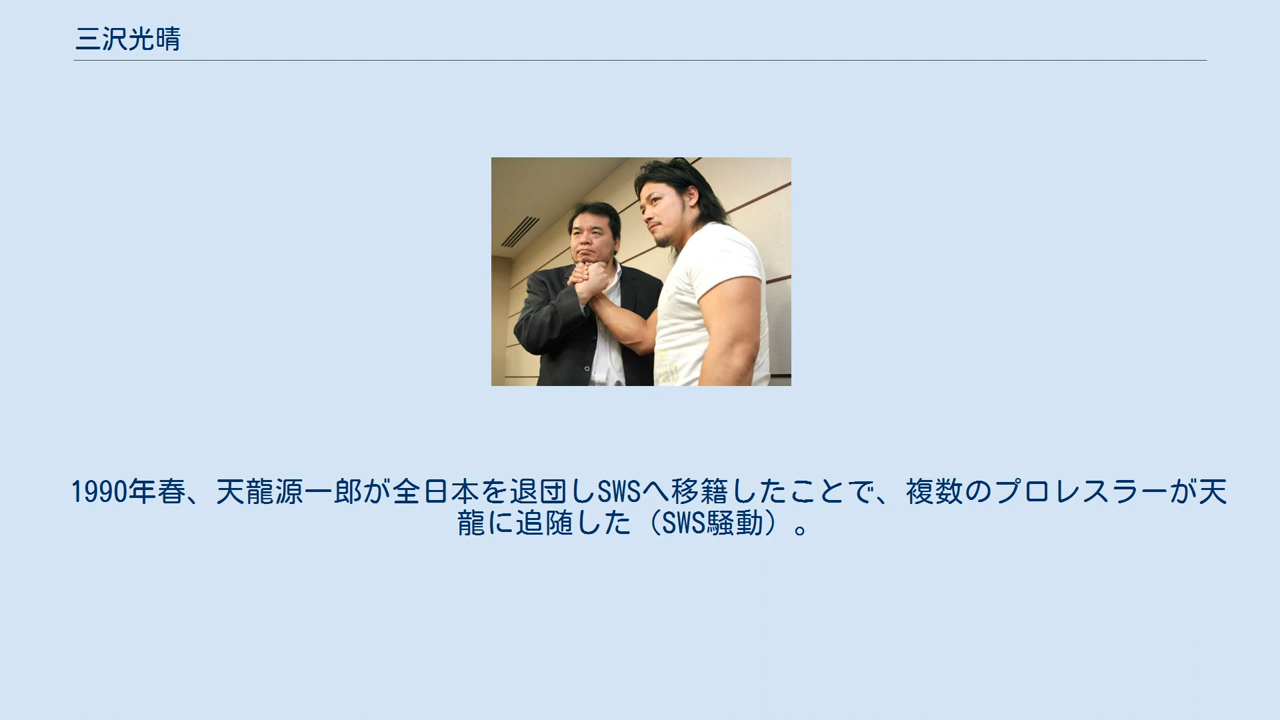 三沢光晴
1990年春、天龍源一郎が全日本を退団しSWSへ移籍したことで、複数のプロレスラーが天
龍に追随した（SWS騒動）。